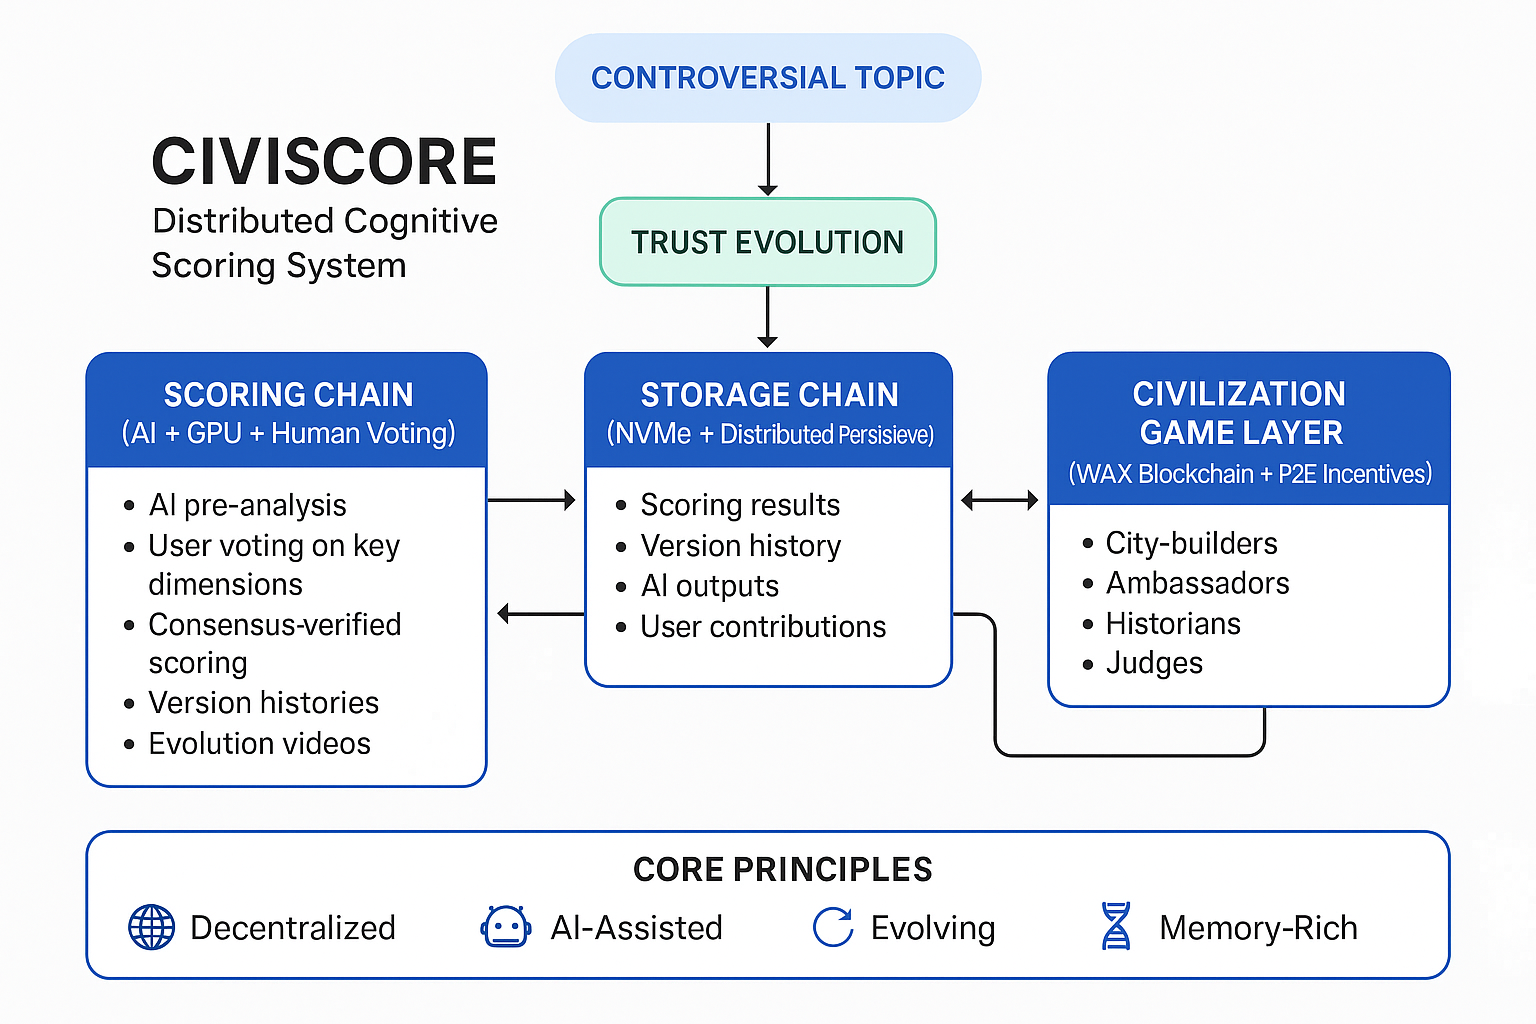 CONTROVERSIAL TOPIC
CIVISCORE
Distributed Cognitive
Scoring System
TRUST EVOLUTION
SCORING CHAIN
(AI + GPU + Human Voting)
• AI pre-analysis
• User voting on key
dimensions
• Consensus-verified
scoring
• Version histories
• Evolution videos
STORAGE CHAIN
(NVMe + Distributed Persisieve)
• Scoring results
• Version history
• AI outputs
• User contributions
CIVILIZATION
GAME LAYER
(WAX Blockchain + P2E Incentives)
• City-builders
• Ambassadors
• Historians
• Judges
CORE PRINCIPLES
Decentralized
AI-Assisted
Evolving
Memory-Rich